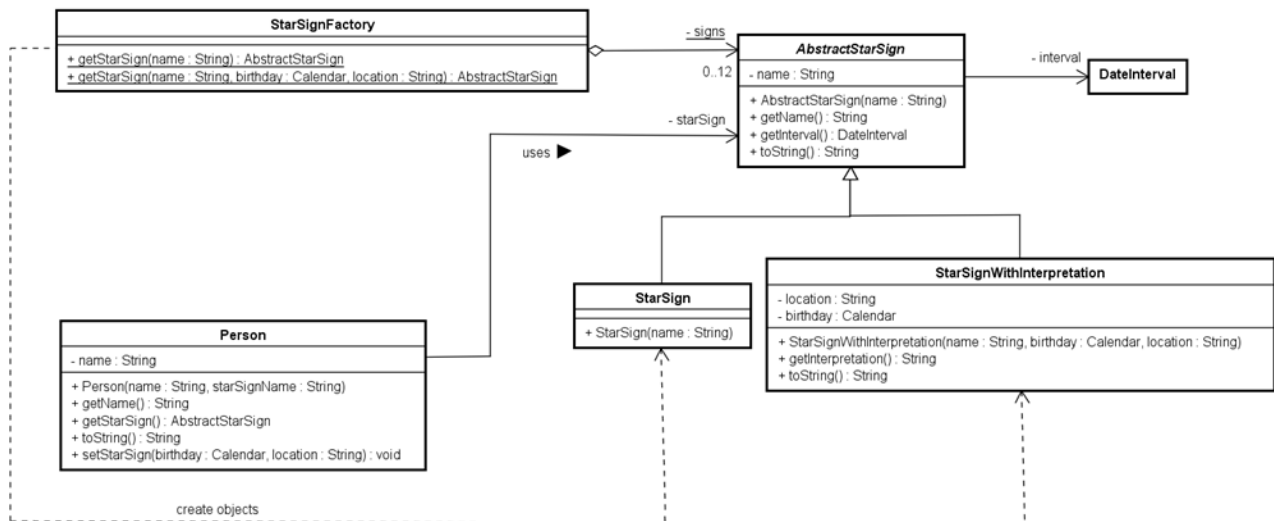 StarSignFactory
+ getStarSign(name : String) : AbstractStarSign
+ getStarSign(name : String, birthday : Calendar, location : String) : AbstractStarSign
- signs
0..12
AbstractStarSign
- name : String
+ AbstractStarSign(name : String)
+ getName() : String
+ getInterval() : DateInterval
+ toString() : String
- interval
DateInterval
- starSign
uses ▶
StarSign
+ StarSign(name : String)
StarSignWithInterpretation
- location : String
- birthday : Calendar
+ StarSignWithInterpretation(name : String, birthday : Calendar, location : String)
+ getInterpretation() : String
+ toString() : String
Person
- name : String
+ Person(name : String, starSignName : String)
+ getName() : String
+ getStarSign() : AbstractStarSign
+ toString() : String
+ setStarSign(birthday : Calendar, location : String) : void
create objects